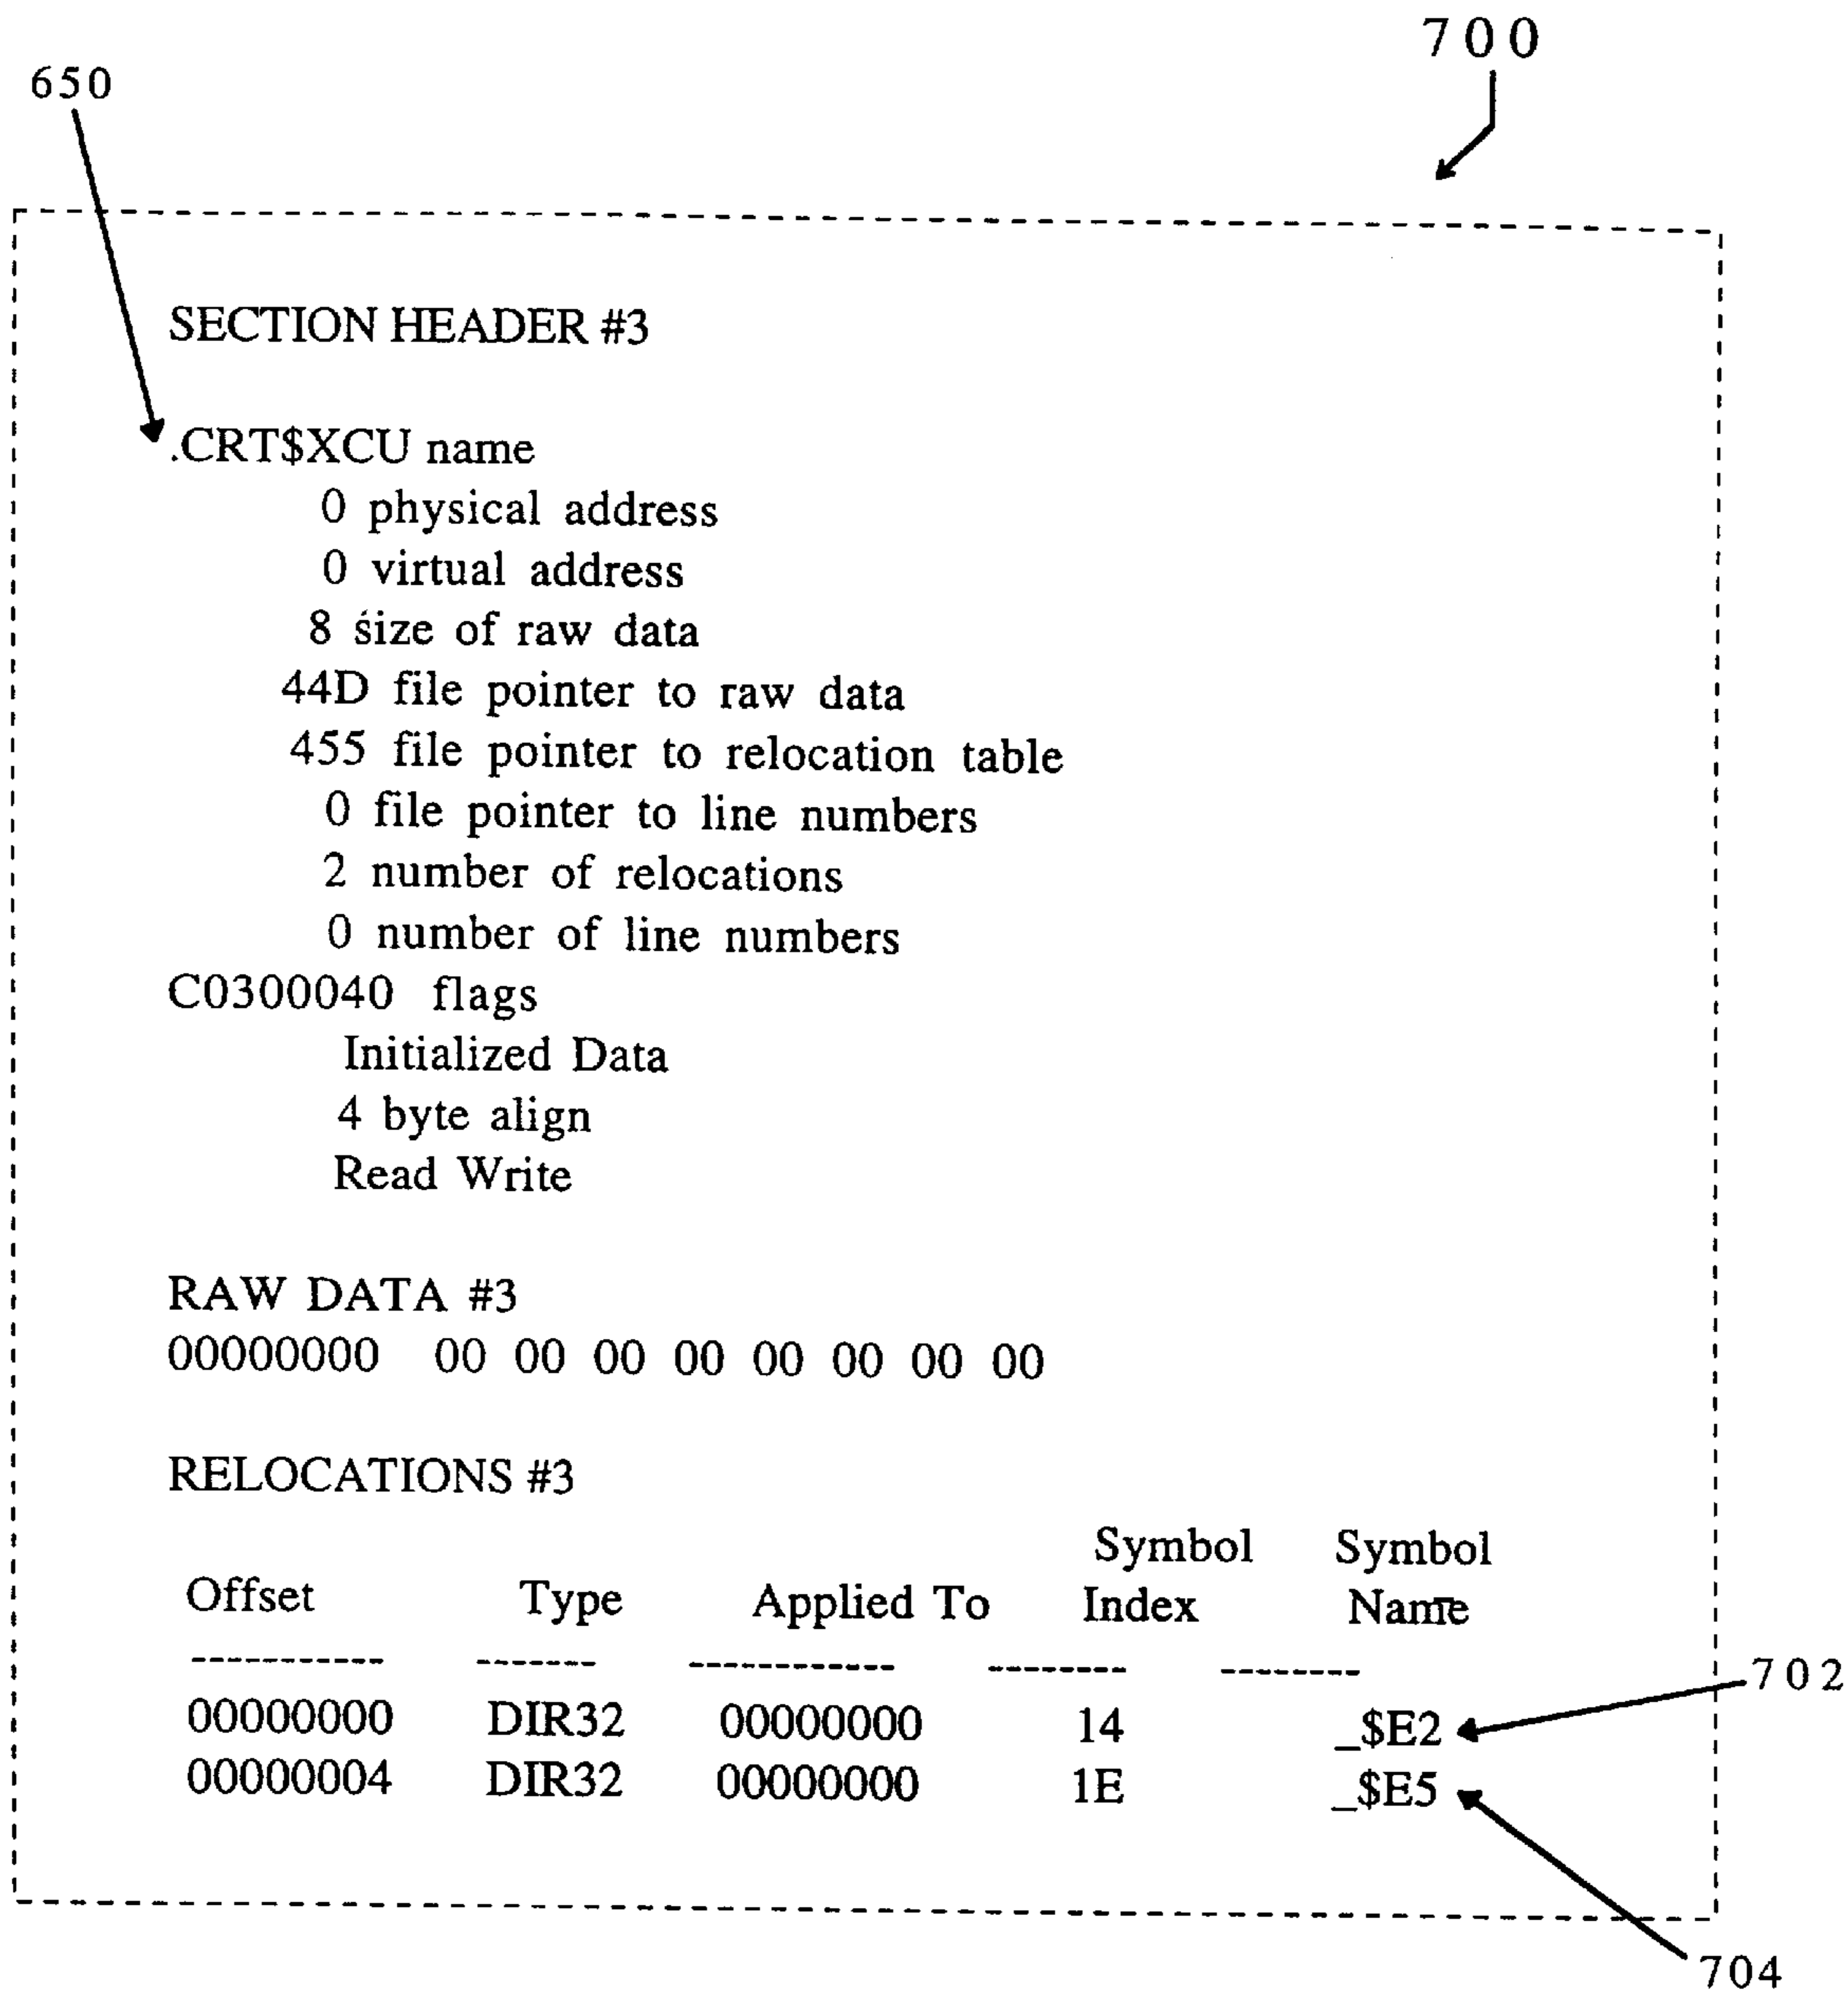 700
650
SECTION HEADER #3
.CRT$XCU name
0 physical address
0 virtual address
8 size of raw data
44D file pointer to raw data
455 file pointer to relocation table
0 file pointer to line numbers
2 number of relocations
0 number of line numbers
C0300040 flags
Initialized Data
4 byte align
Read Write
RAW DATA #3
00000000 00 00 00 00 00 00 00 00
RELOCATIONS #3
Symbol Symbol
Offset Type Applied To Index Name
----------- ------- ------------ -------- --------
702
00000000 DIR32 00000000 14 _$E2
00000004 DIR32 00000000 1E _$E5
704